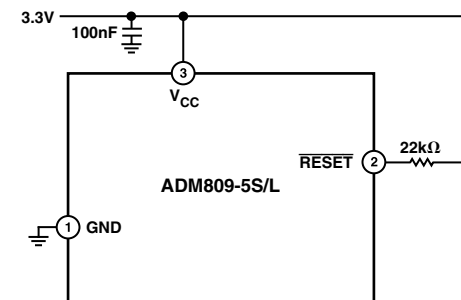 3.3V
100nF
3
VCC
RESET 2 22kΩ
ADM809-5S/L
1 GND